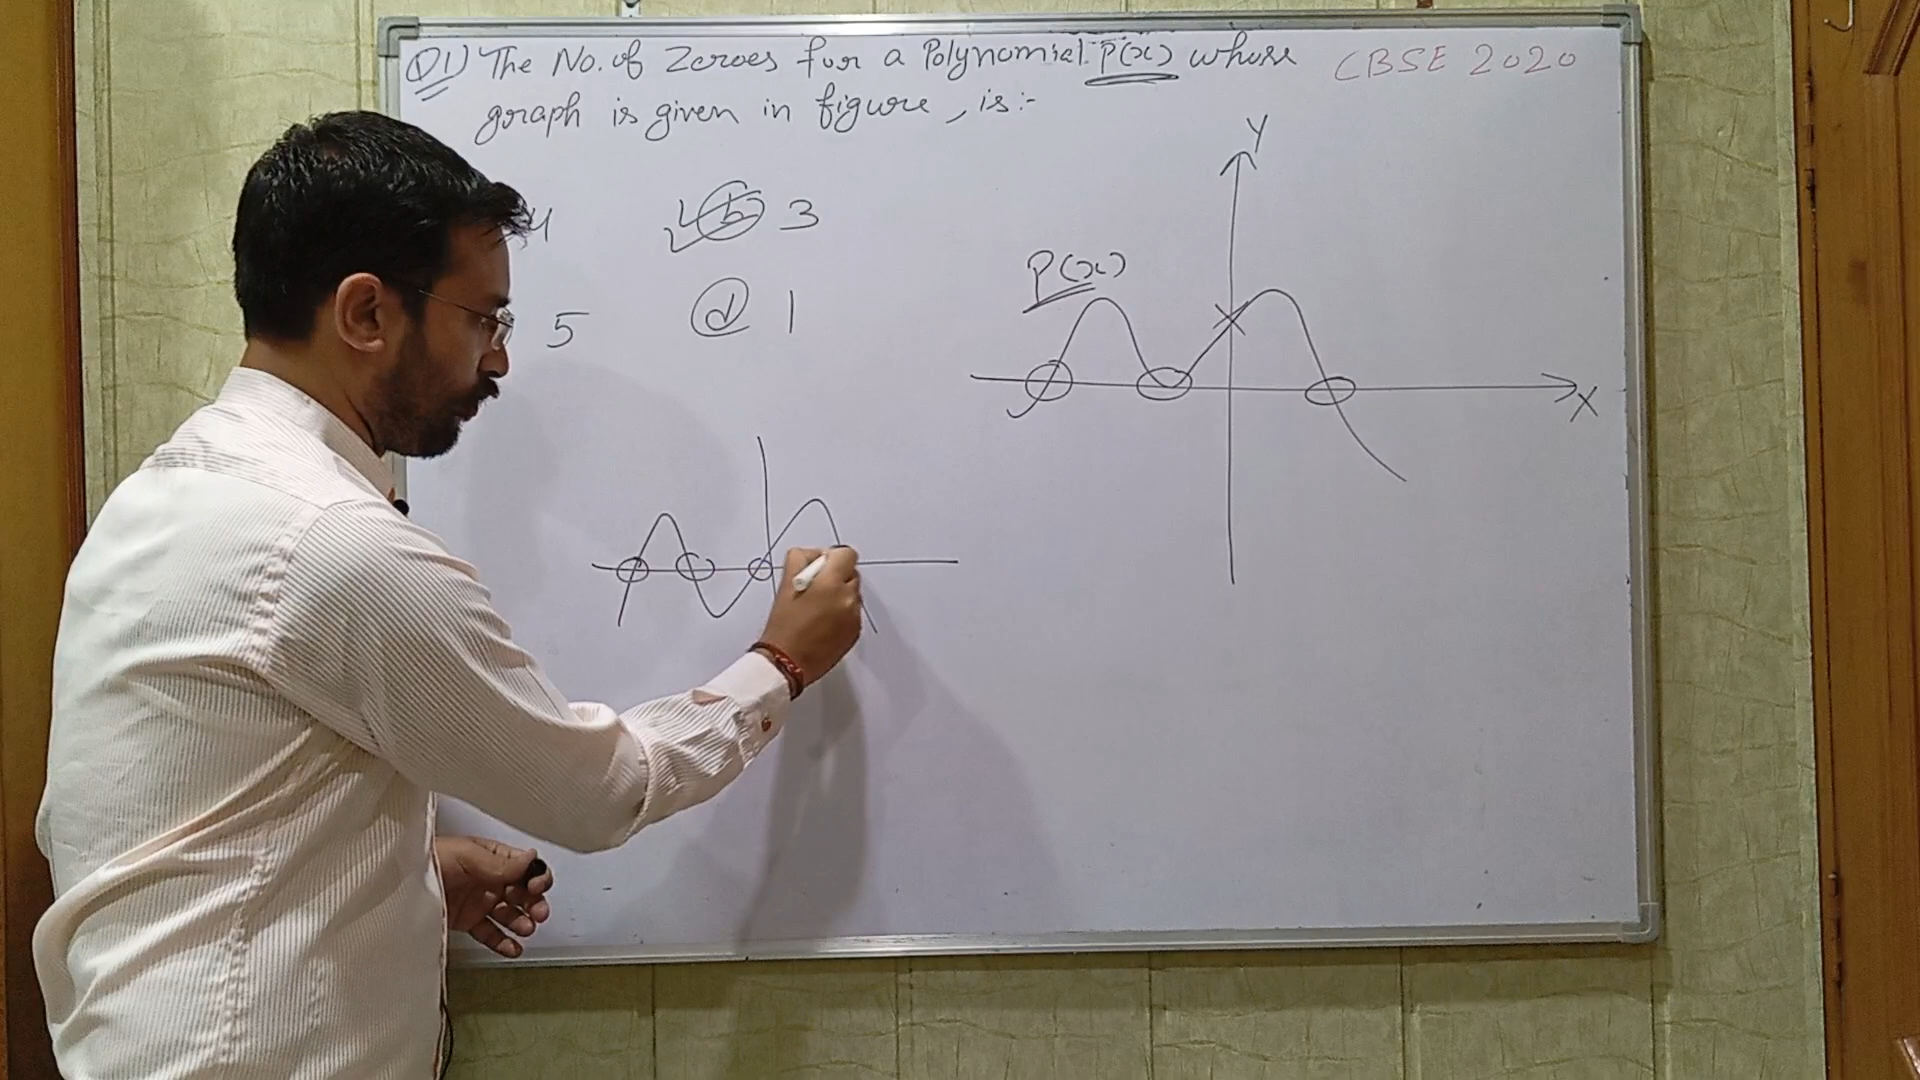 Q1) The No. of Zeroes for a Polynomial P(x) whose
graph is given in figure, is :-
CBSE 2020
4
(b) 3
5
(d) 1
Y
P(x)
X